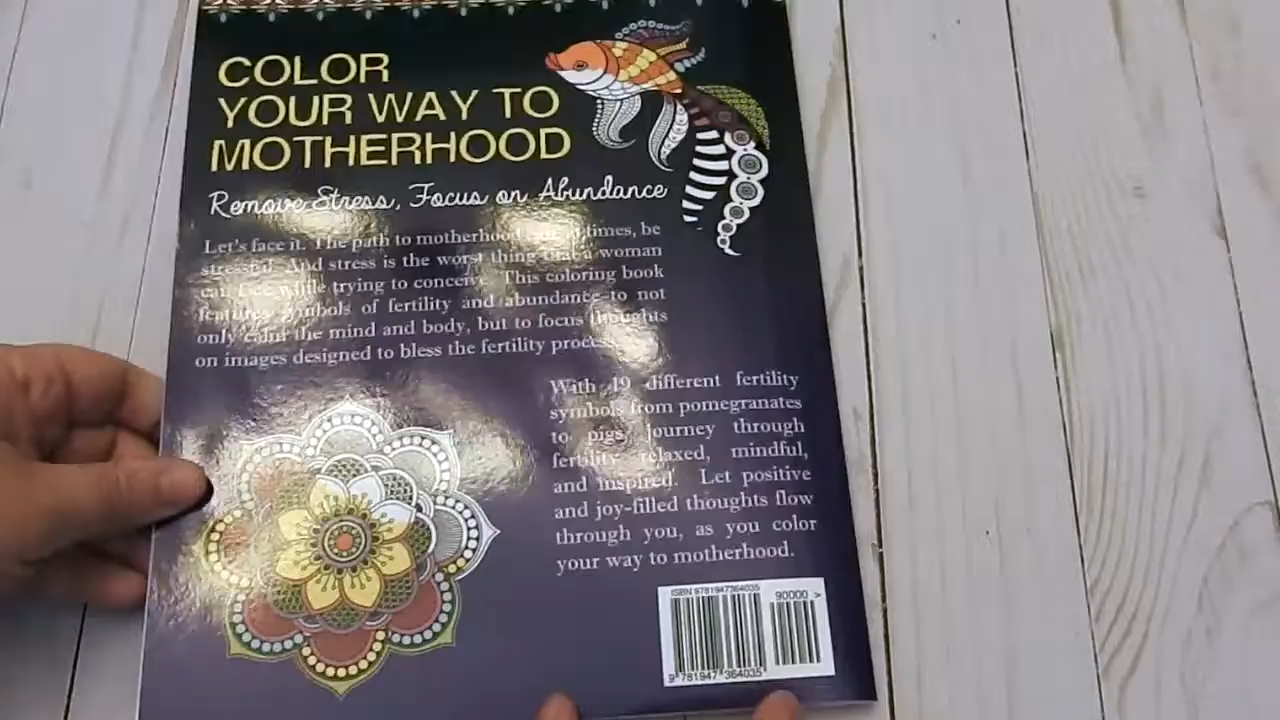 COLOR
YOUR WAY TO
MOTHERHOOD
Remove Stress, Focus on Abundance
Let's face it. The path to motherhood times, be
stressful. And stress is the worst thing that a woman
can face while trying to conceive. This coloring book
features symbols of fertility and abundance to not
only calm the mind and body, but to focus thoughts
on images designed to bless the fertility process.
With 19 different fertility
symbols from pomegranates
to pigs, journey through
fertility relaxed, mindful,
and inspired. Let positive
and joy-filled thoughts flow
through you, as you color
your way to motherhood.
ISBN 9781947364035
90000 >
9 781947 364035